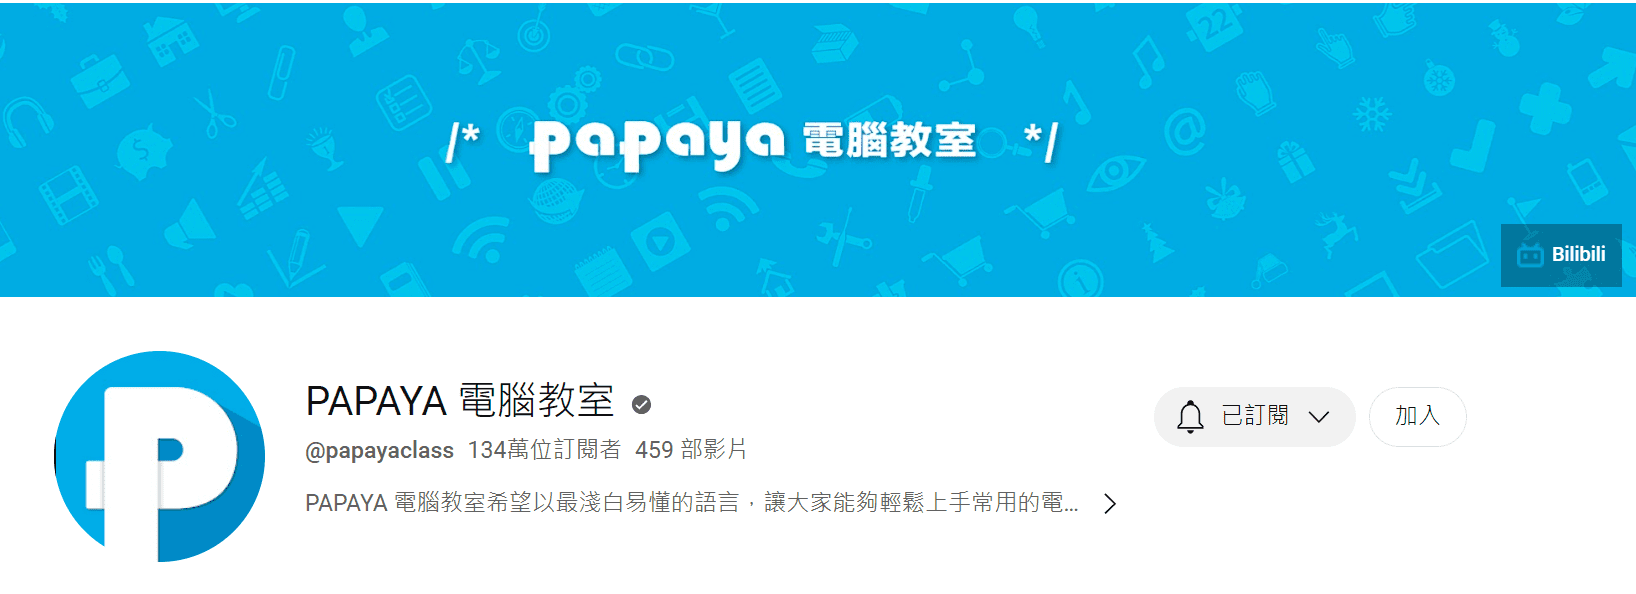 /* papaya 電腦教室 */
Bilibili
PAPAYA 電腦教室
@papayaclass 134萬位訂閱者 459 部影片
已訂閱
加入
PAPAYA 電腦教室希望以最淺白易懂的語言，讓大家能夠輕鬆上手常用的電...
22